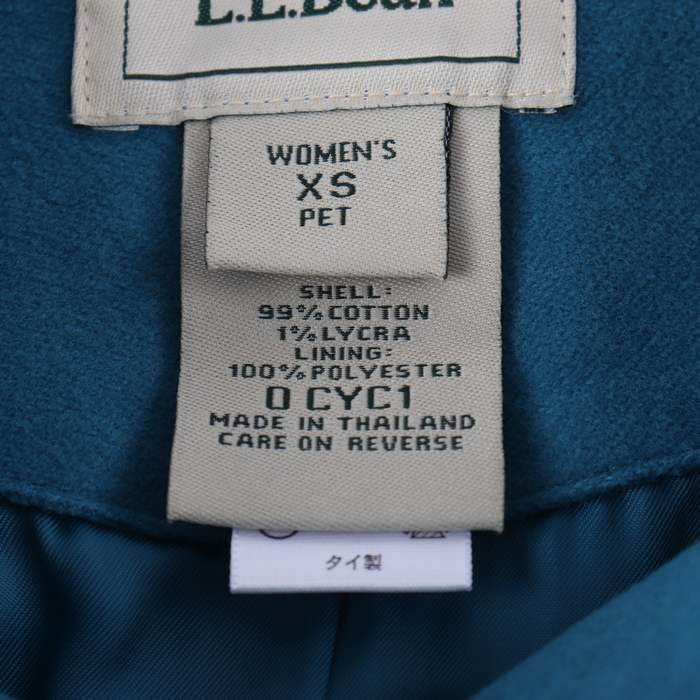 L.L.Bean
WOMEN'S
XS
PET
SHELL:
99% COTTON
1% LYCRA
LINING:
100% POLYESTER
0 CYC1
MADE IN THAILAND
CARE ON REVERSE
タイ製